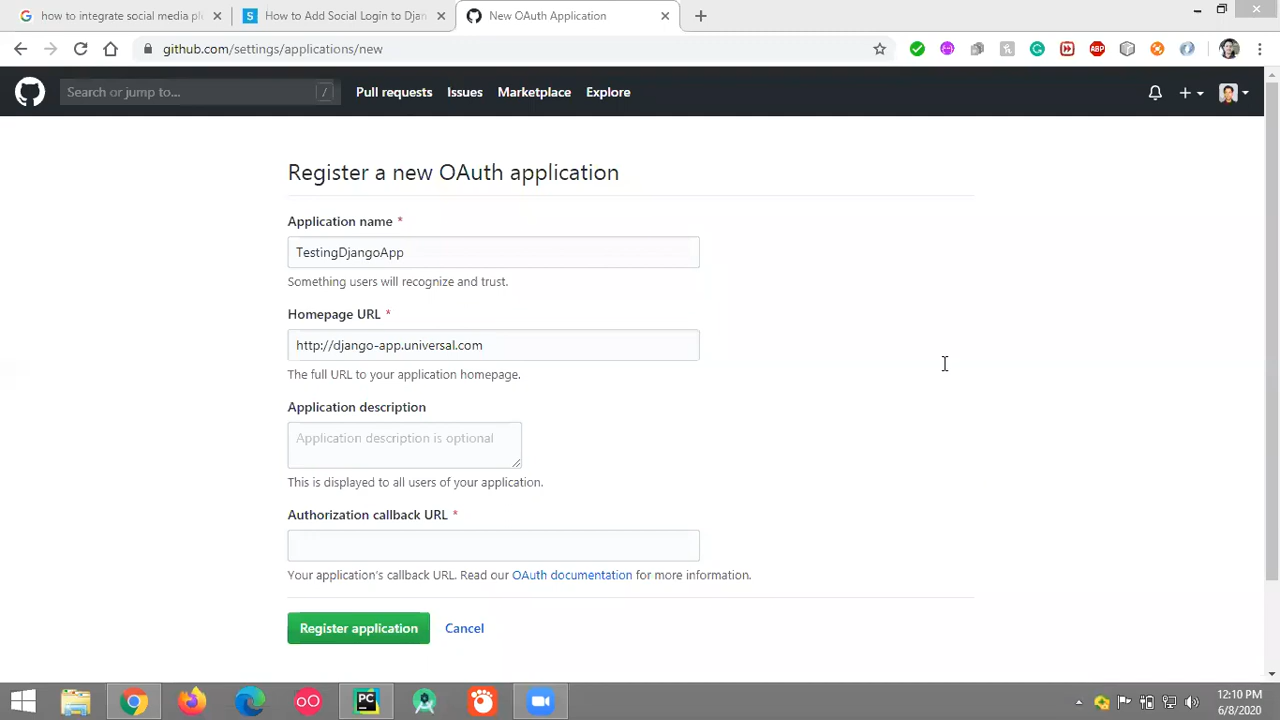 how to integrate social media pl
How to Add Social Login to Djan
New OAuth Application
github.com/settings/applications/new
Search or jump to...
/
Pull requests
Issues
Marketplace
Explore
Register a new OAuth application
Application name *
TestingDjangoApp
Something users will recognize and trust.
Homepage URL *
http://django-app.universal.com
The full URL to your application homepage.
Application description
Application description is optional
This is displayed to all users of your application.
Authorization callback URL *
Your application's callback URL. Read our OAuth documentation for more information.
Register application
Cancel
ABP
PC
12:10 PM
6/8/2020